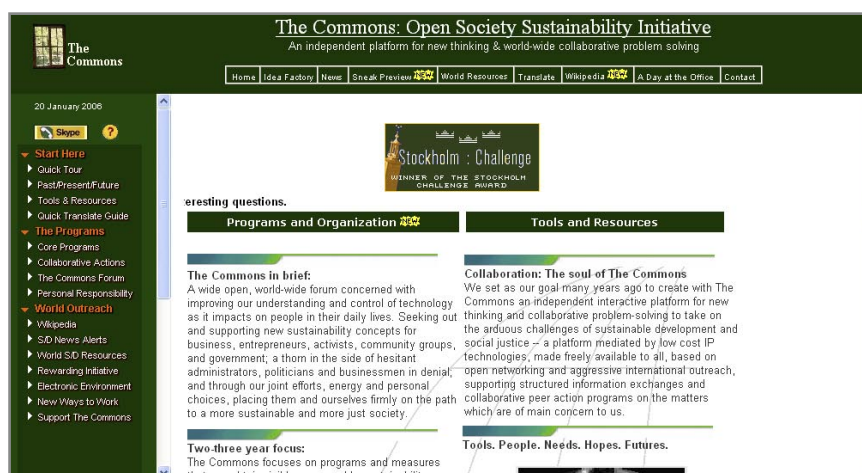 The Commons: Open Society Sustainability Initiative
An independent platform for new thinking & world-wide collaborative problem solving
The
Commons
Home Idea Factory News Sneak Preview NEW World Resources Translate Wikipedia NEW A Day at the Office Contact
20 January 2006
Skype ?
Start Here
Quick Tour
Past/Present/Future
Tools & Resources
Quick Translate Guide
The Programs
Core Programs
Collaborative Actions
The Commons Forum
Personal Responsibility
World Outreach
Wikipedia
S/D News Alerts
World S/D Resources
Rewarding Initiative
Electronic Environment
New Ways to Work
Support The Commons
Stockholm : Challenge
WINNER OF THE STOCKHOLM
CHALLENGE AWARD
eresting questions.
Programs and Organization NEW
The Commons in brief:
A wide open, world-wide forum concerned with
improving our understanding and control of technology
as it impacts on people in their daily lives. Seeking out
and supporting new sustainability concepts for
business, entrepreneurs, activists, community groups,
and government; a thorn in the side of hesitant
administrators, politicians and businessmen in denial;
and through our joint efforts, energy and personal
choices, placing them and ourselves firmly on the path
to a more sustainable and more just society.
Two-three year focus:
The Commons focuses on programs and measures
Tools and Resources
Collaboration: The soul of The Commons
We set as our goal many years ago to create with The
Commons an independent interactive platform for new
thinking and collaborative problem-solving to take on
the arduous challenges of sustainable development and
social justice – a platform mediated by low cost IP
technologies, made freely available to all, based on
open networking and aggressive international outreach,
supporting structured information exchanges and
collaborative peer action programs on the matters
which are of main concern to us.
Tools. People. Needs. Hopes. Futures.